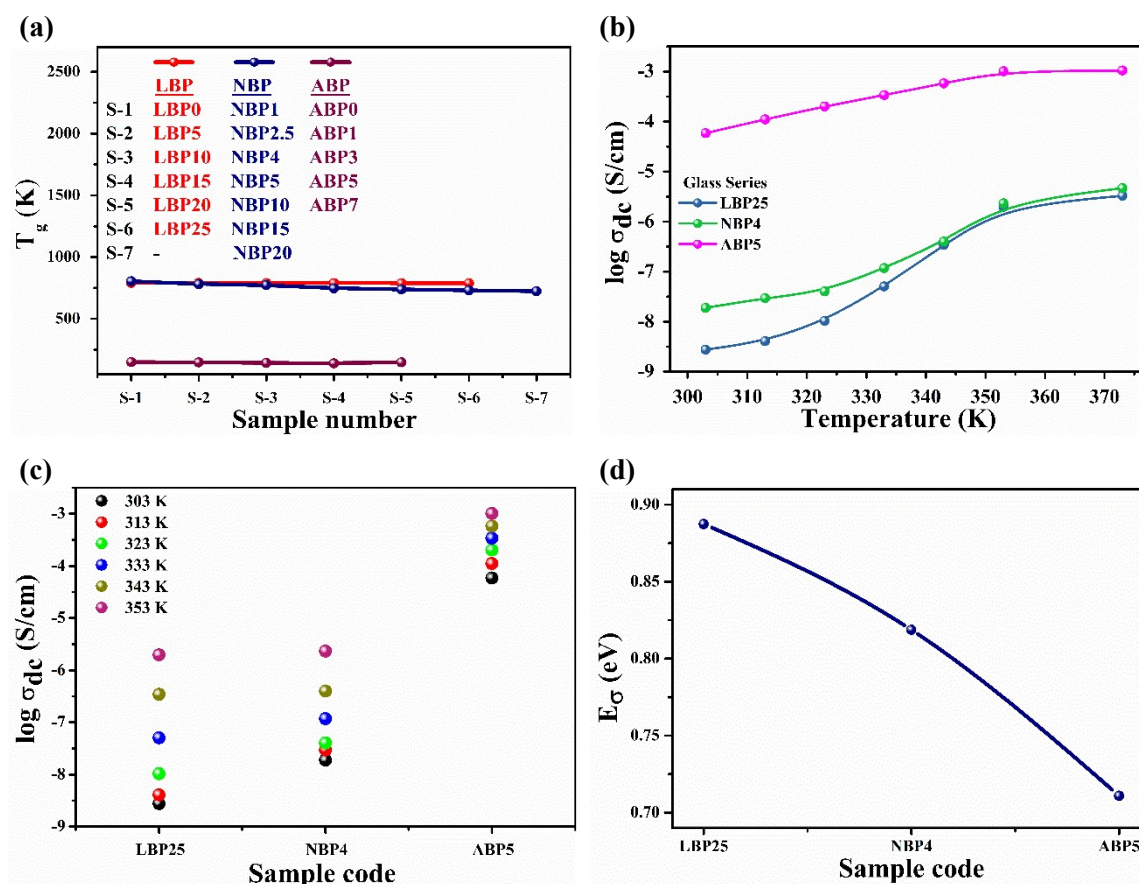 (a)
LBP NBP ABP
S-1 LBP0 NBP1 ABP0
S-2 LBP5 NBP2.5 ABP1
S-3 LBP10 NBP4 ABP3
S-4 LBP15 NBP5 ABP5
S-5 LBP20 NBP10 ABP7
S-6 LBP25 NBP15
S-7 - NBP20
2500
2000
1500
1000
500
Tg (K)
S-1 S-2 S-3 S-4 S-5 S-6 S-7
Sample number
(b)
-3
-4
-5
-6
-7
-8
-9
log σdc (S/cm)
Glass Series
LBP25
NBP4
ABP5
300 310 320 330 340 350 360 370
Temperature (K)
(c)
303 K
313 K
323 K
333 K
343 K
353 K
-3
-4
-5
-6
-7
-8
-9
log σdc (S/cm)
LBP25 NBP4 ABP5
Sample code
(d)
0.90
0.85
0.80
0.75
0.70
Eσ (eV)
LBP25 NBP4 ABP5
Sample code